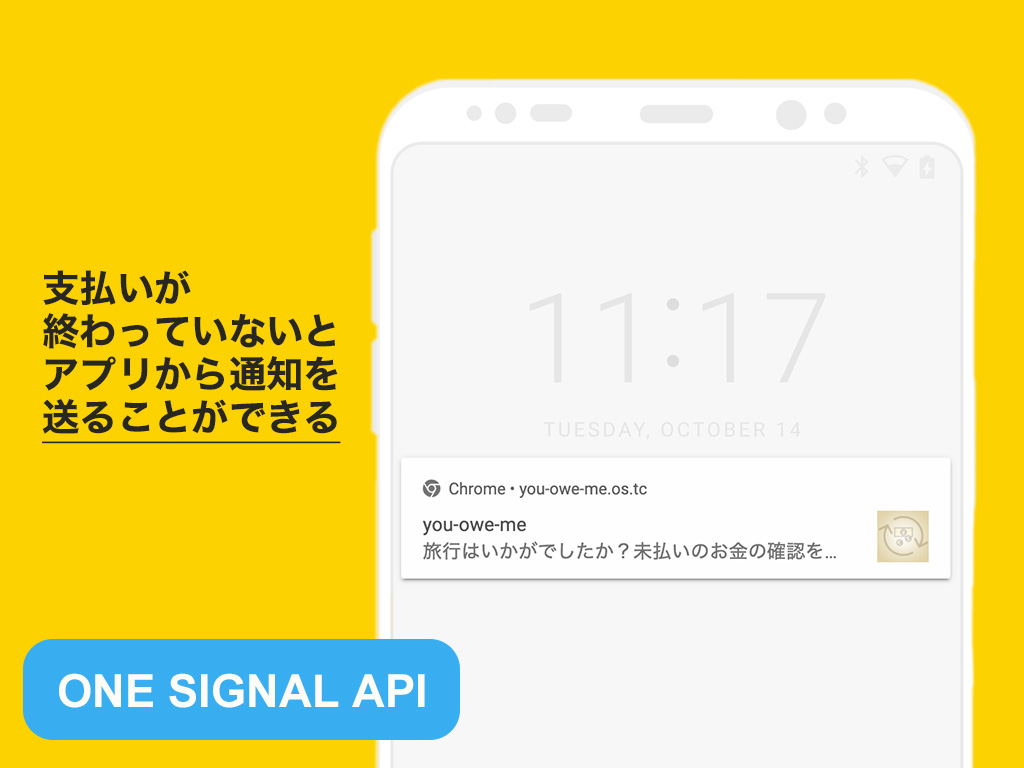 支払いが
終わっていないと
アプリから通知を
送ることができる
11:17
TUESDAY, OCTOBER 14
Chrome • you-owe-me.os.tc
you-owe-me
旅行はいかがでしたか？未払いのお金の確認を...
ONE SIGNAL API